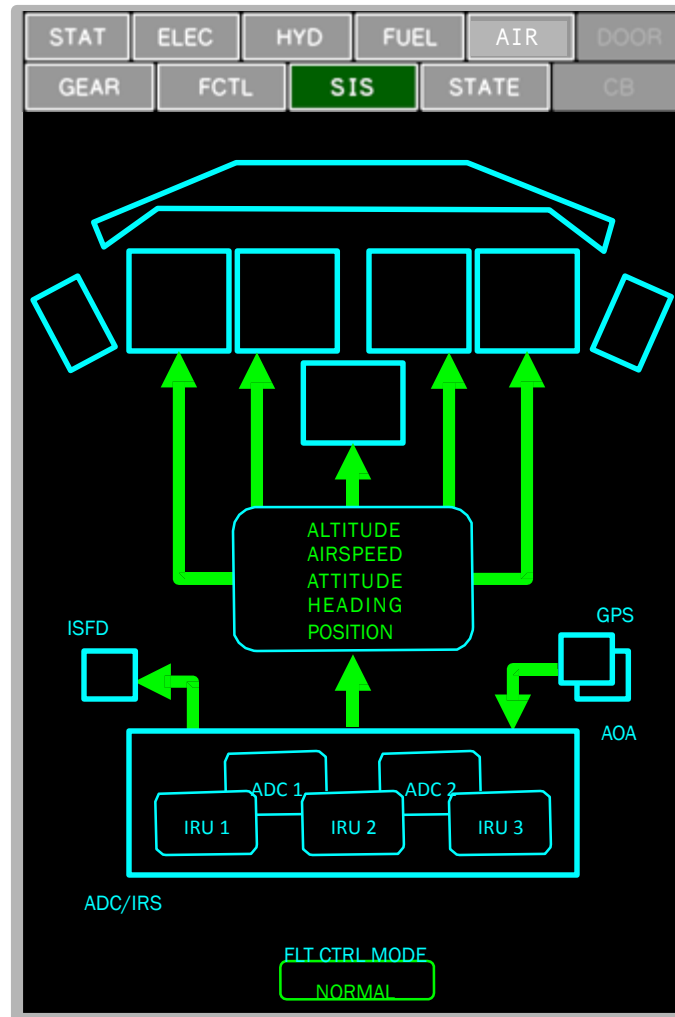 STAT ELEC HYD FUEL AIR DOOR
GEAR FCTL SIS STATE CB
ALTITUDE
AIRSPEED
ATTITUDE
HEADING
POSITION
ISFD
GPS
AOA
ADC 1 ADC 2
IRU 1 IRU 2 IRU 3
ADC/IRS
FLT CTRL MODE
NORMAL